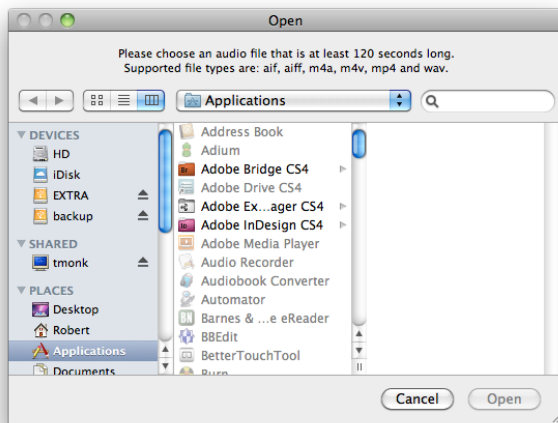 Open
Please choose an audio file that is at least 120 seconds long.
Supported file types are: aif, aiff, m4a, m4v, mp4 and wav.
Applications
DEVICES
HD
iDisk
EXTRA
backup
SHARED
tmonk
PLACES
Desktop
Robert
Applications
Documents
Address Book
Adium
Adobe Bridge CS4
Adobe Drive CS4
Adobe Ex...ager CS4
Adobe InDesign CS4
Adobe Media Player
Audio Recorder
Audiobook Converter
Automator
Barnes & ...e eReader
BBEdit
BetterTouchTool
Burn
Cancel
Open